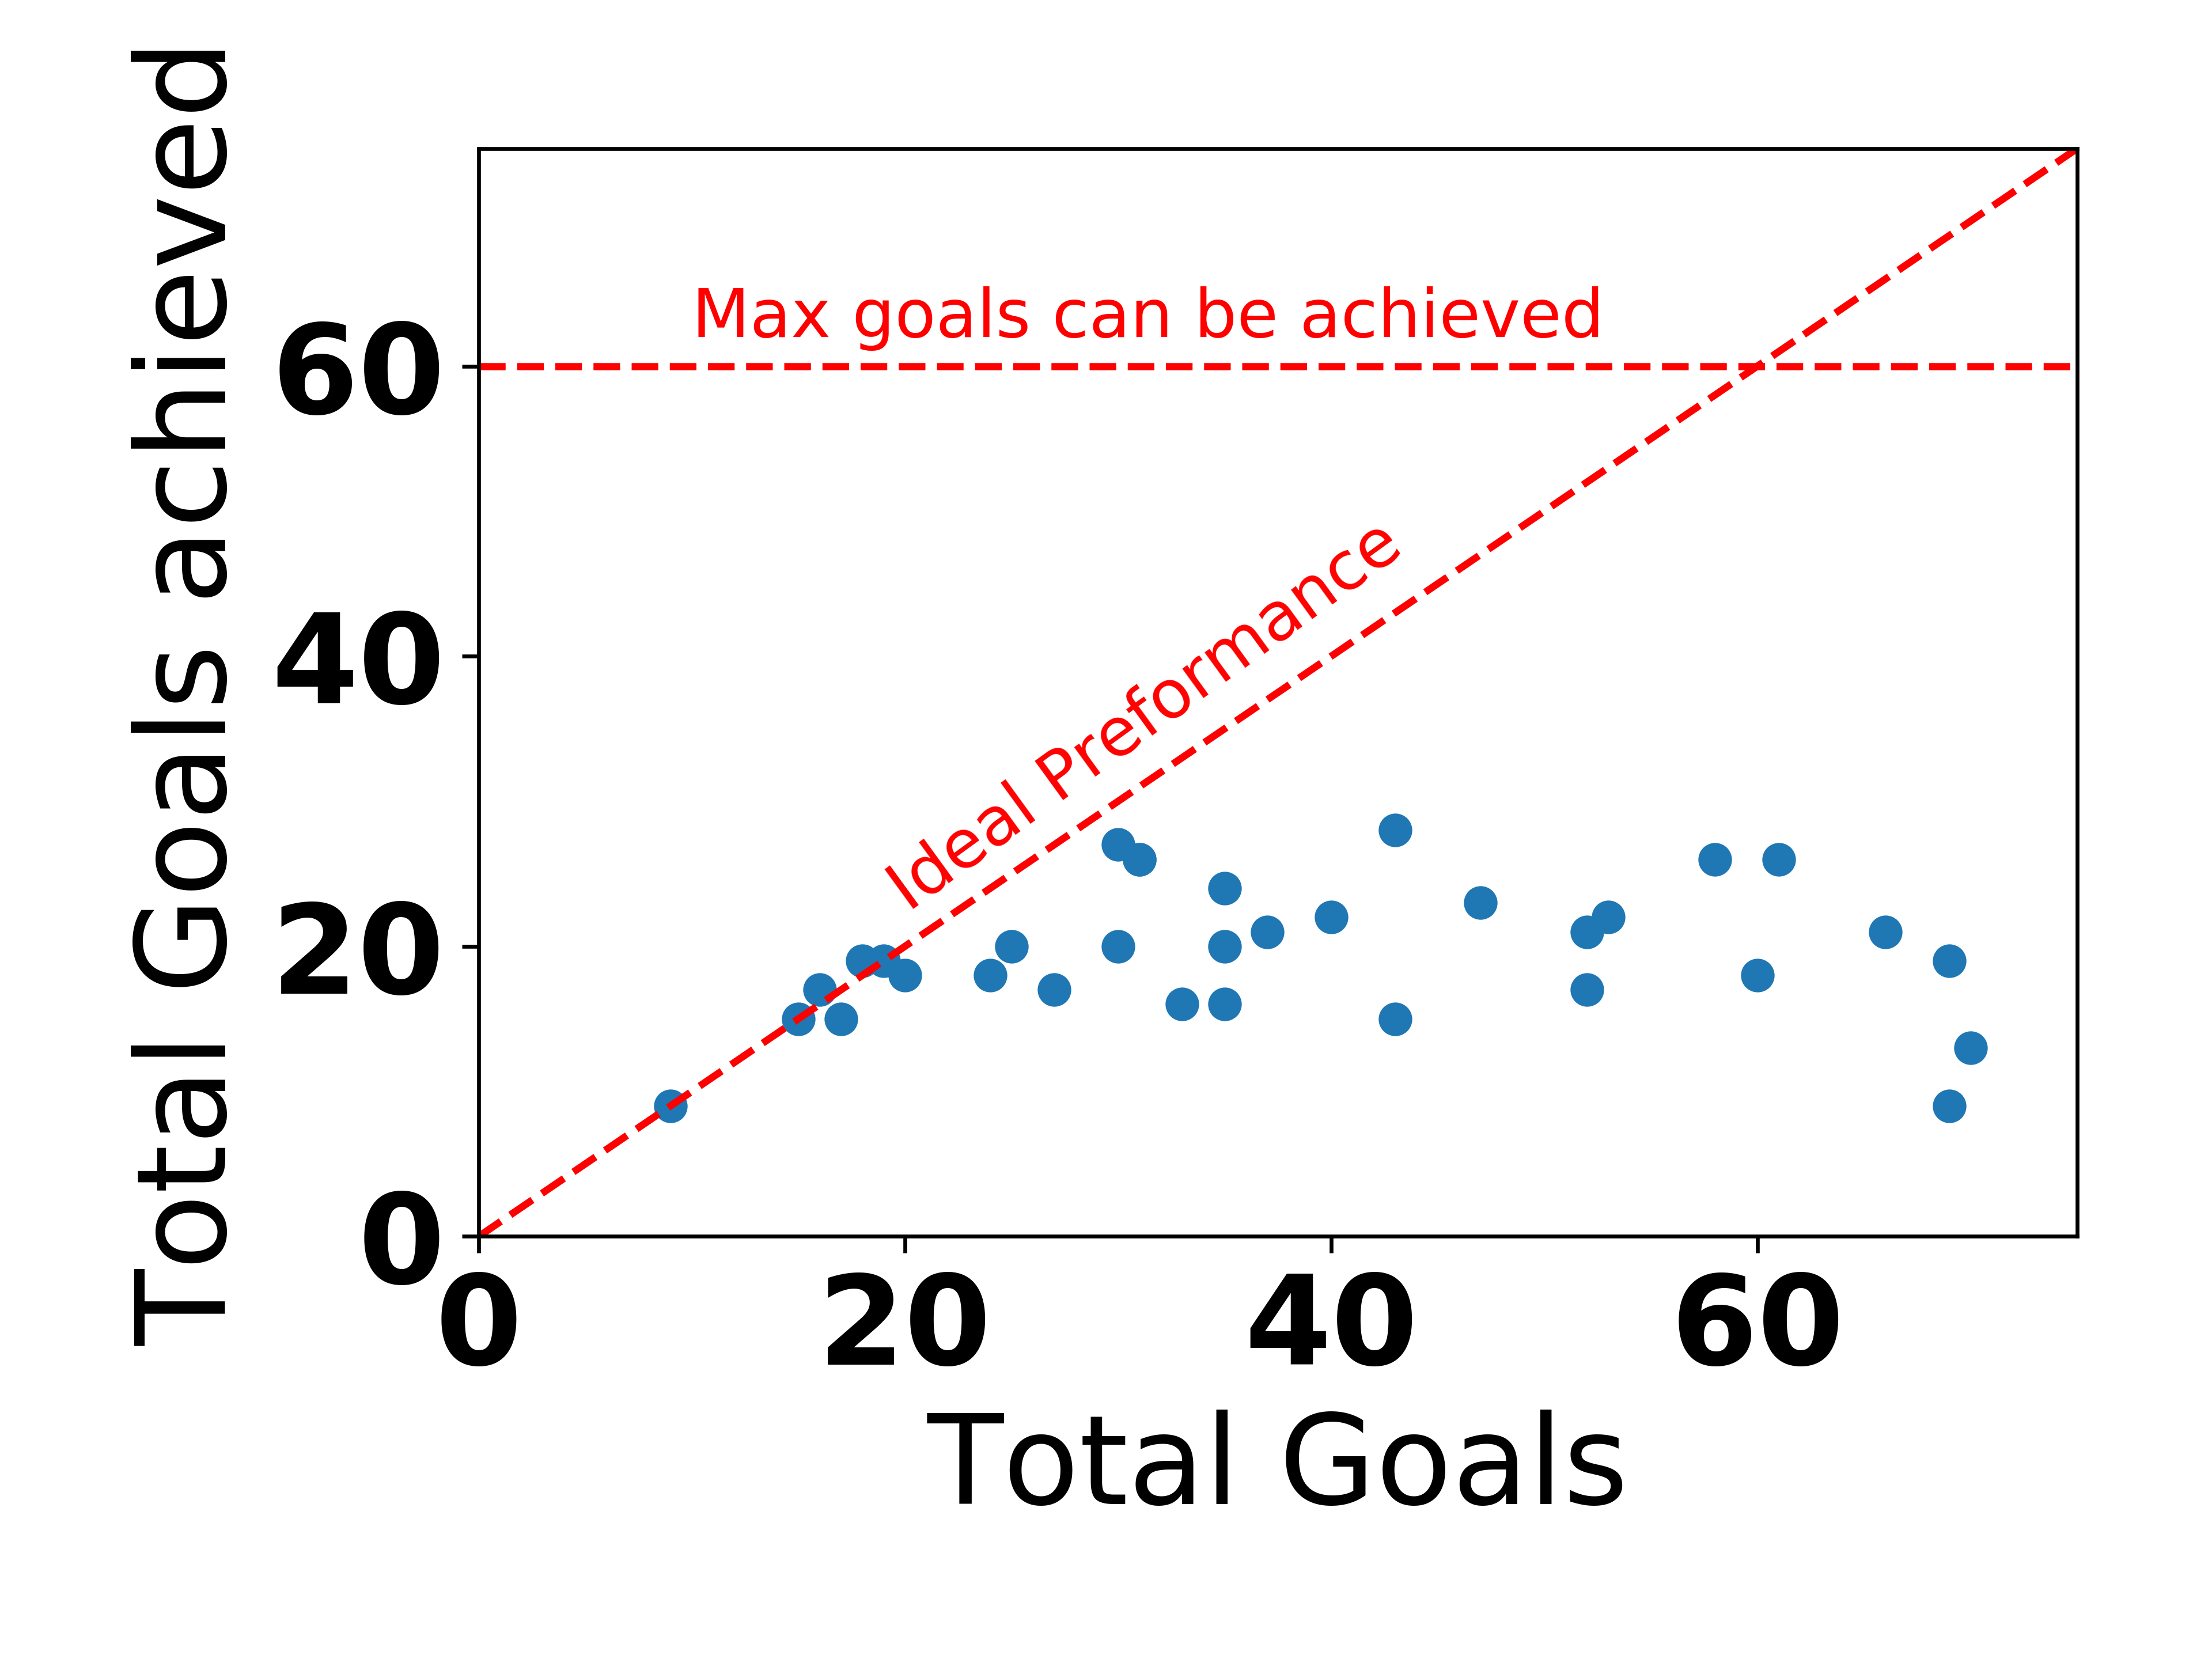 Total Goals achieved
60
40
20
0
Max goals can be achieved
Ideal Preformance
0 20 40 60
Total Goals